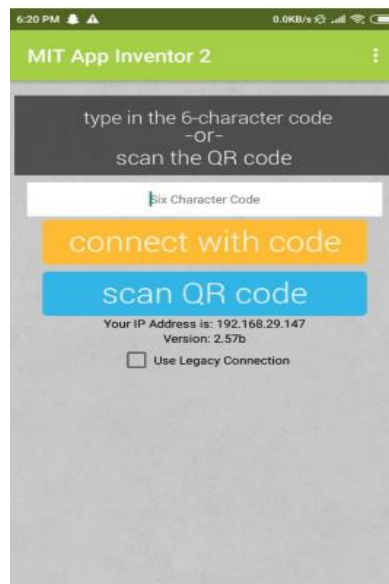 6:20 PM 0.0KB/s
MIT App Inventor 2
type in the 6-character code
-or-
scan the QR code
Six Character Code
connect with code
scan QR code
Your IP Address is: 192.168.29.147
Version: 2.57b
Use Legacy Connection